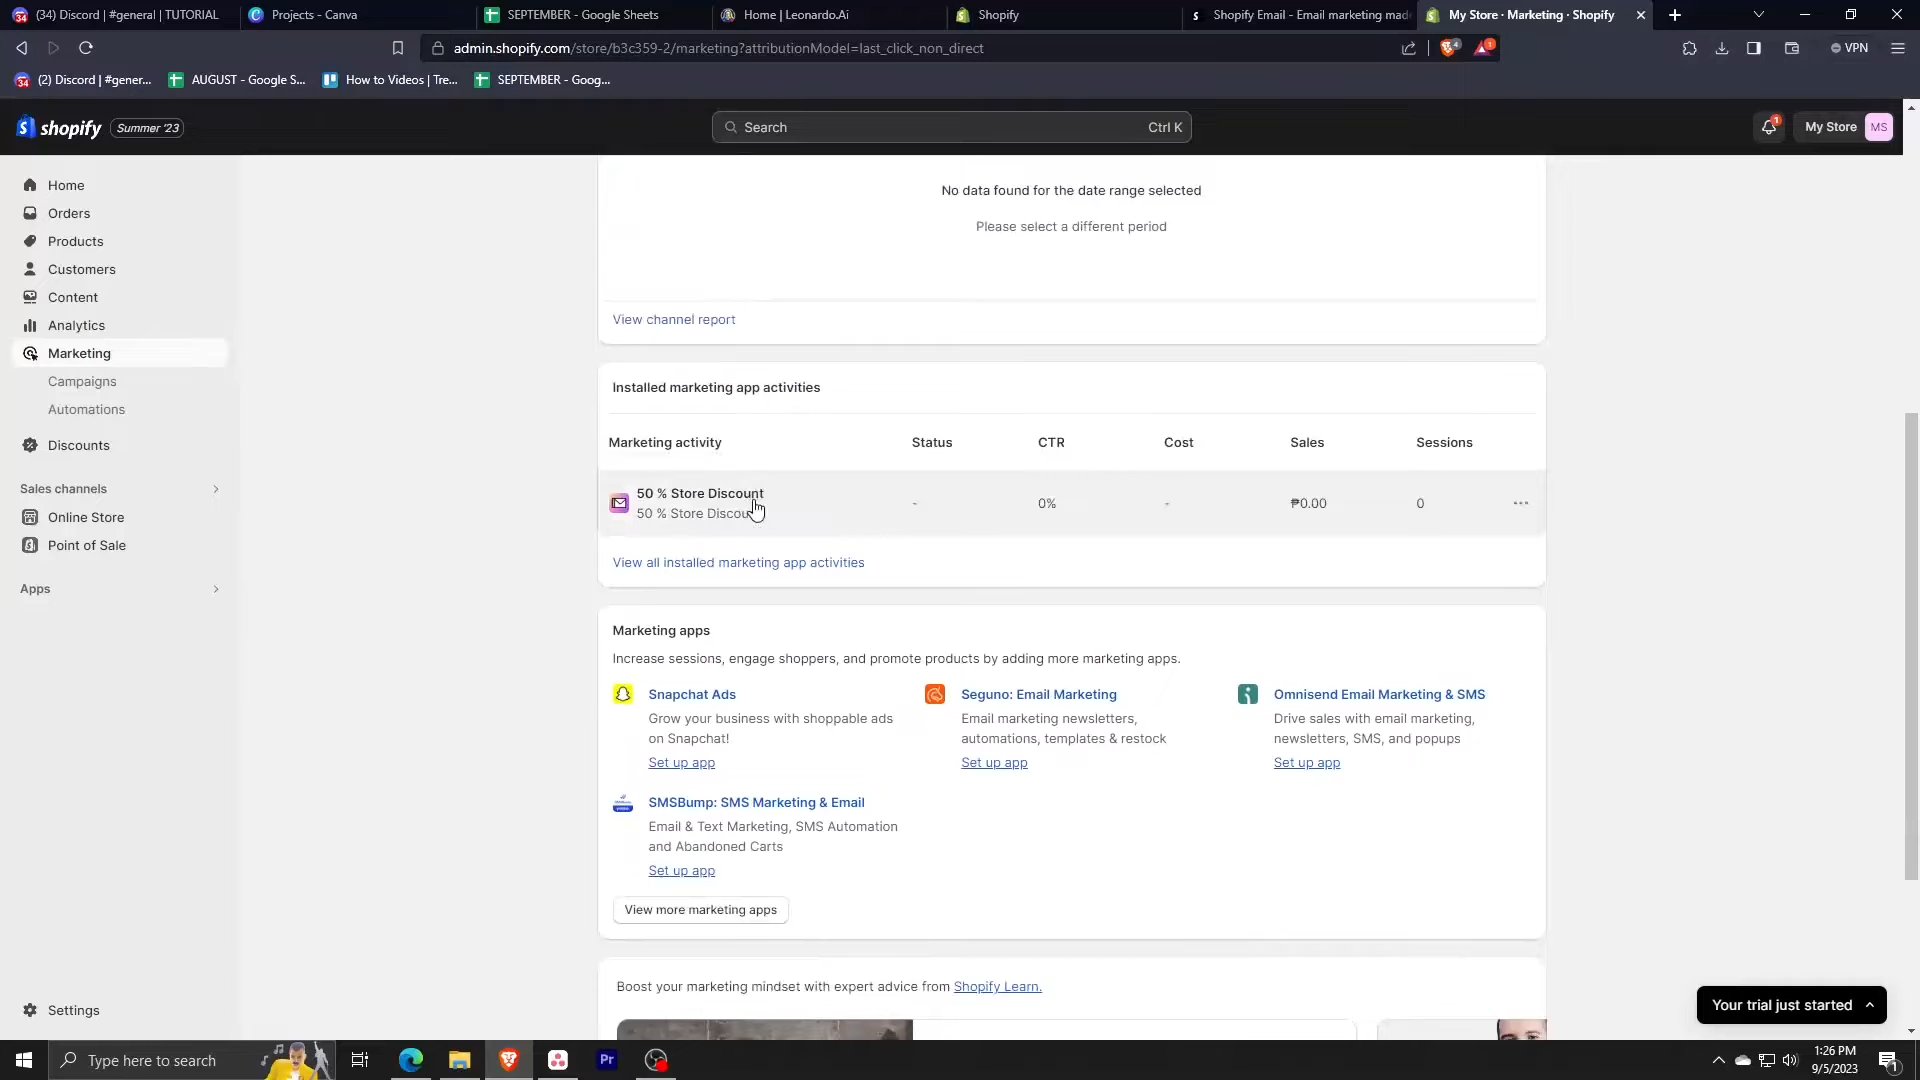 (34) Discord | #general | TUTORIAL
Projects - Canva
SEPTEMBER - Google Sheets
Home | Leonardo.Ai
Shopify
Shopify Email - Email marketing mad
My Store · Marketing · Shopify
admin.shopify.com/store/b3c359-2/marketing?attributionModel=last_click_non_direct
4
1
VPN
(2) Discord | #gener...
AUGUST - Google S...
How to Videos | Tre...
SEPTEMBER - Goog...
shopify
Summer '23
Search
Ctrl K
1
My Store
MS
Home
Orders
Products
Customers
Content
Analytics
Marketing
Campaigns
Automations
Discounts
Sales channels
Online Store
Point of Sale
Apps
Settings
No data found for the date range selected
Please select a different period
View channel report
Installed marketing app activities
Marketing activity
Status
CTR
Cost
Sales
Sessions
50 % Store Discount
50 % Store Discou
-
0%
-
₱0.00
0
View all installed marketing app activities
Marketing apps
Increase sessions, engage shoppers, and promote products by adding more marketing apps.
Snapchat Ads
Grow your business with shoppable ads
on Snapchat!
Set up app
Seguno: Email Marketing
Email marketing newsletters,
automations, templates & restock
Set up app
Omnisend Email Marketing & SMS
Drive sales with email marketing,
newsletters, SMS, and popups
Set up app
SMSBump: SMS Marketing & Email
Email & Text Marketing, SMS Automation
and Abandoned Carts
Set up app
View more marketing apps
Boost your marketing mindset with expert advice from Shopify Learn.
Your trial just started
Type here to search
Pr
1:26 PM
9/5/2023
1